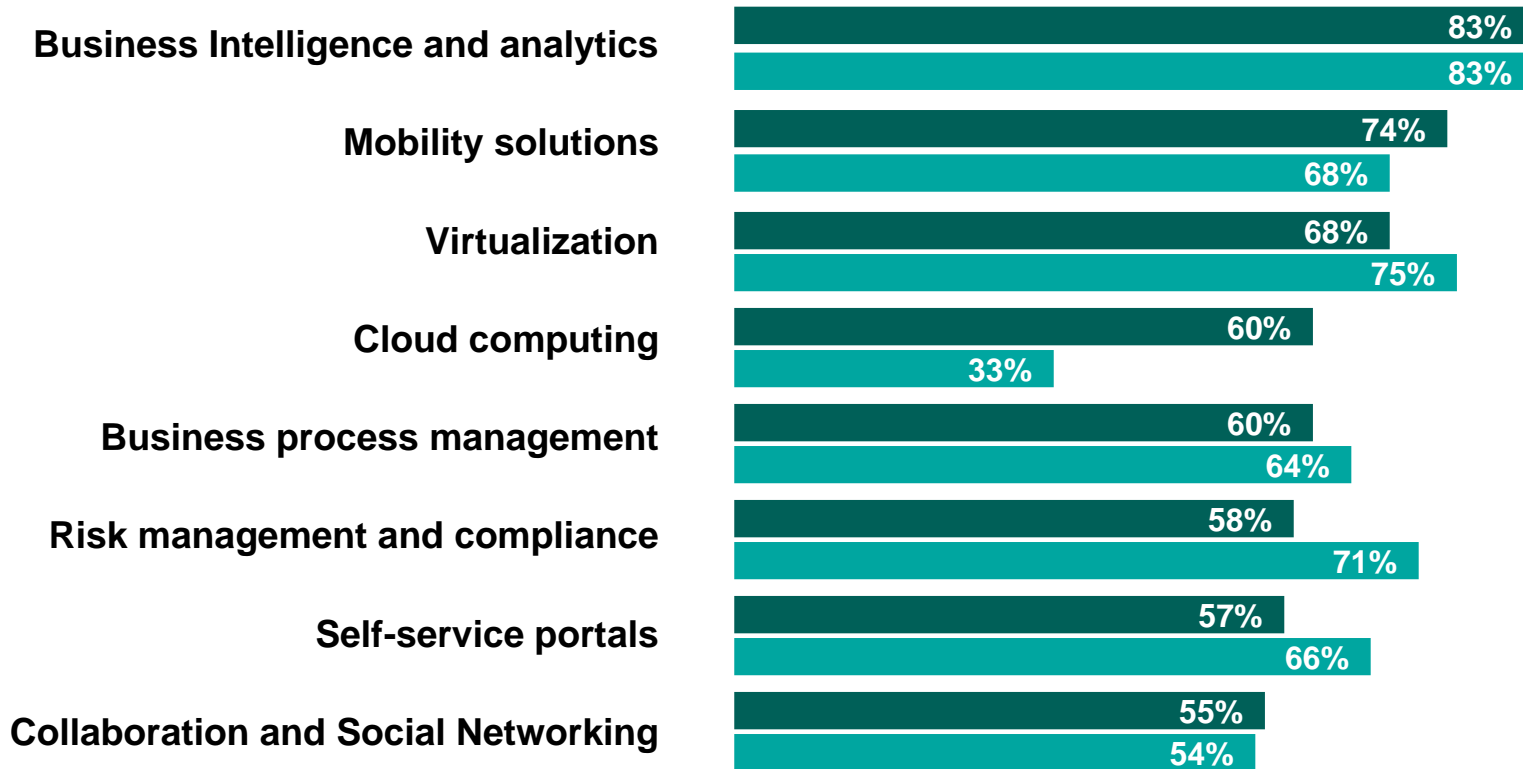 Business Intelligence and analytics
83%
83%
Mobility solutions
74%
68%
Virtualization
68%
75%
Cloud computing
60%
33%
Business process management
60%
64%
Risk management and compliance
58%
71%
Self-service portals
57%
66%
Collaboration and Social Networking
55%
54%